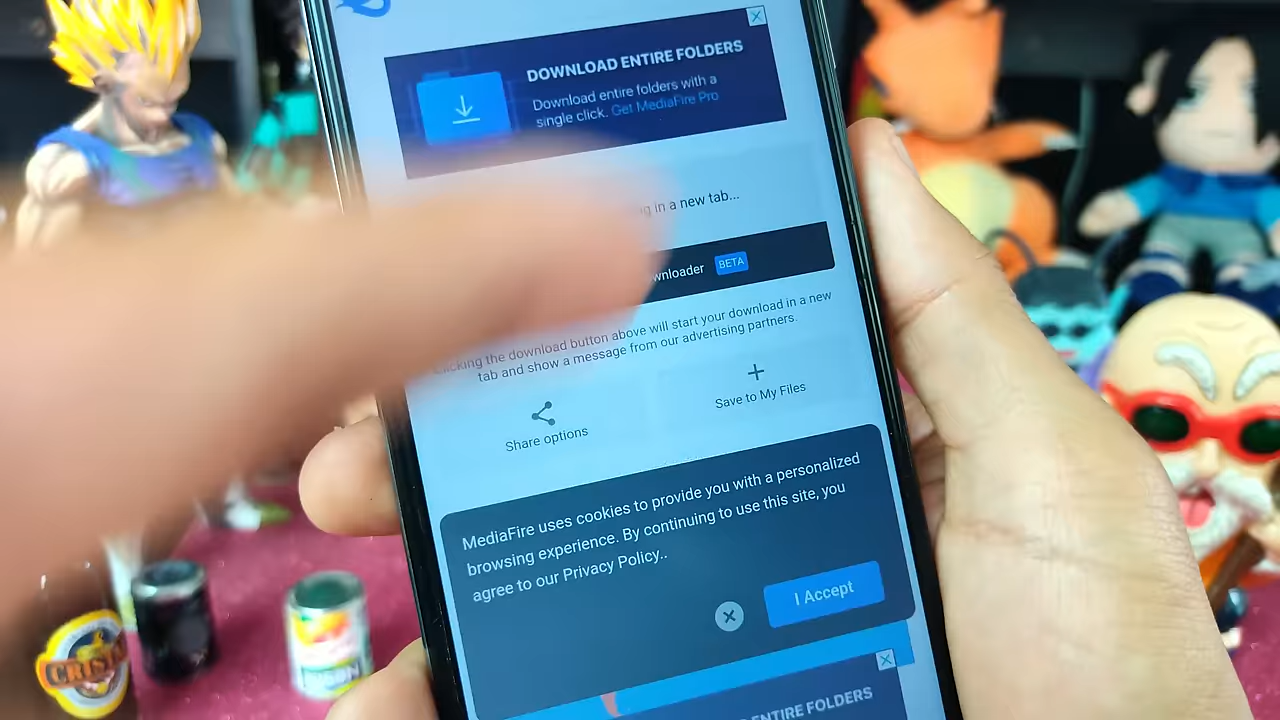 DOWNLOAD ENTIRE FOLDERS
Download entire folders with a
single click. Get MediaFire Pro
in a new tab...
BETA
Clicking the download button above will start your download in a new
tab and show a message from our advertising partners.
Share options
Save to My Files
MediaFire uses cookies to provide you with a personalized
browsing experience. By continuing to use this site, you
agree to our Privacy Policy..
I Accept
ENTIRE FOLDERS